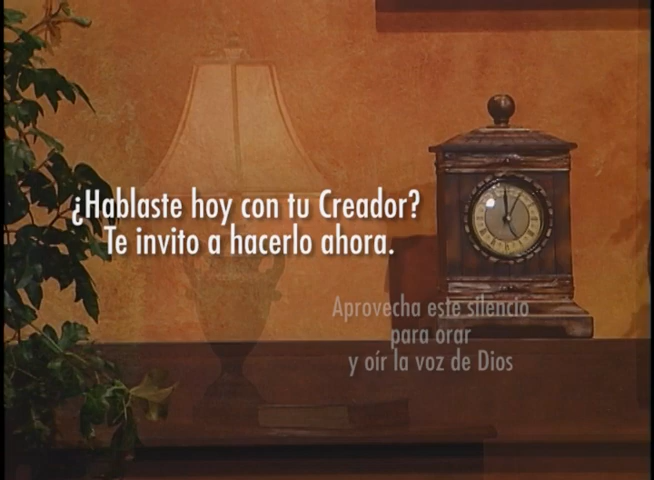 ¿Hablaste hoy con tu Creador?
Te invito a hacerlo ahora.
Aprovecha este silencio
para orar
y oír la voz de Dios